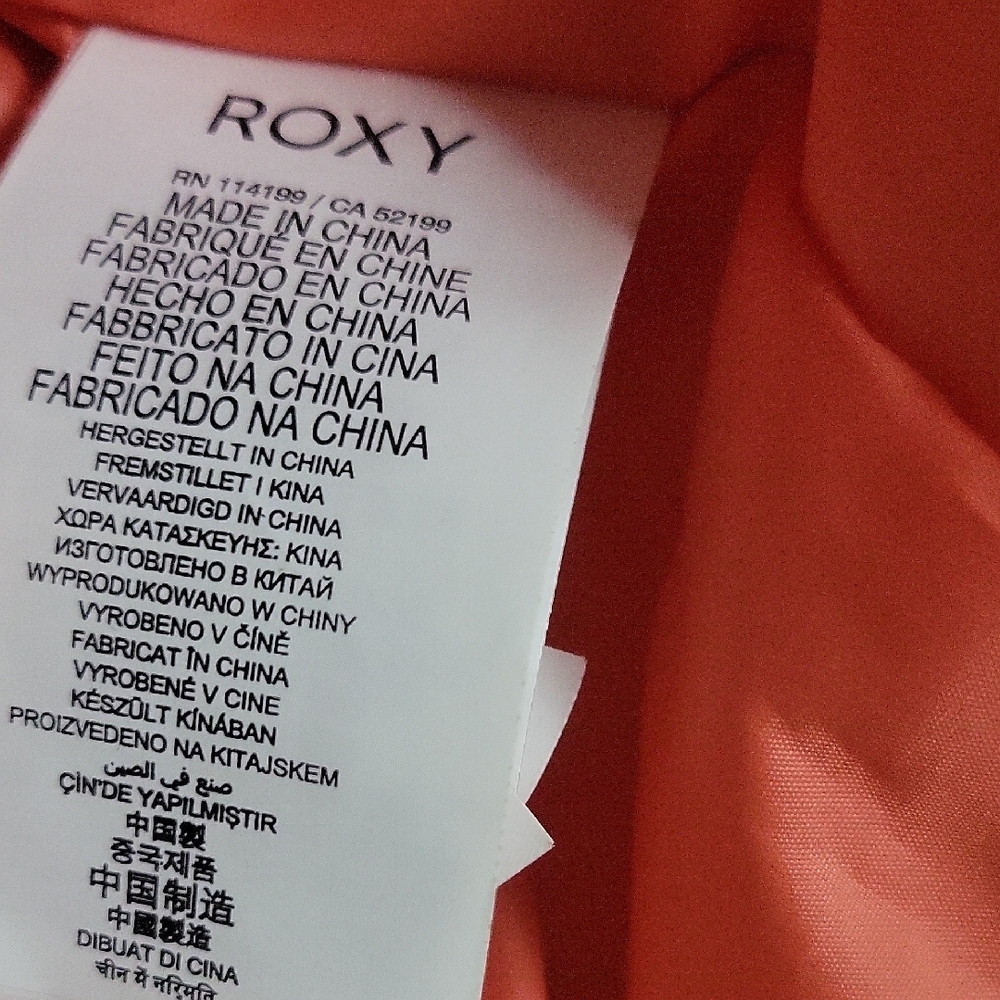 ROXY
RN 114199 / CA 52199
MADE IN CHINA
FABRIQUÉ EN CHINE
FABRICADO EN CHINA
HECHO EN CHINA
FABBRICATO IN CINA
FEITO NA CHINA
FABRICADO NA CHINA
HERGESTELLT IN CHINA
FREMSTILLET I KINA
VERVAARDIGD IN CHINA
ΧΩΡΑ ΚΑΤΑΣΚΕΥΗΣ: ΚΙΝΑ
ИЗГОТОВЛЕНО В КИТАЙ
WYPRODUKOWANO W CHINY
VYROBENO V ČÍNĚ
FABRICAT ÎN CHINA
VYROBENÉ V CINE
KÉSZÜLT KÍNÁBAN
PROIZVEDENO NA KITAJSKEM
صنع في الصين
ÇİN'DE YAPILMIŞTIR
中国製
중국제품
中国制造
中國製造
DIBUAT DI CINA
चीन में नरिमति